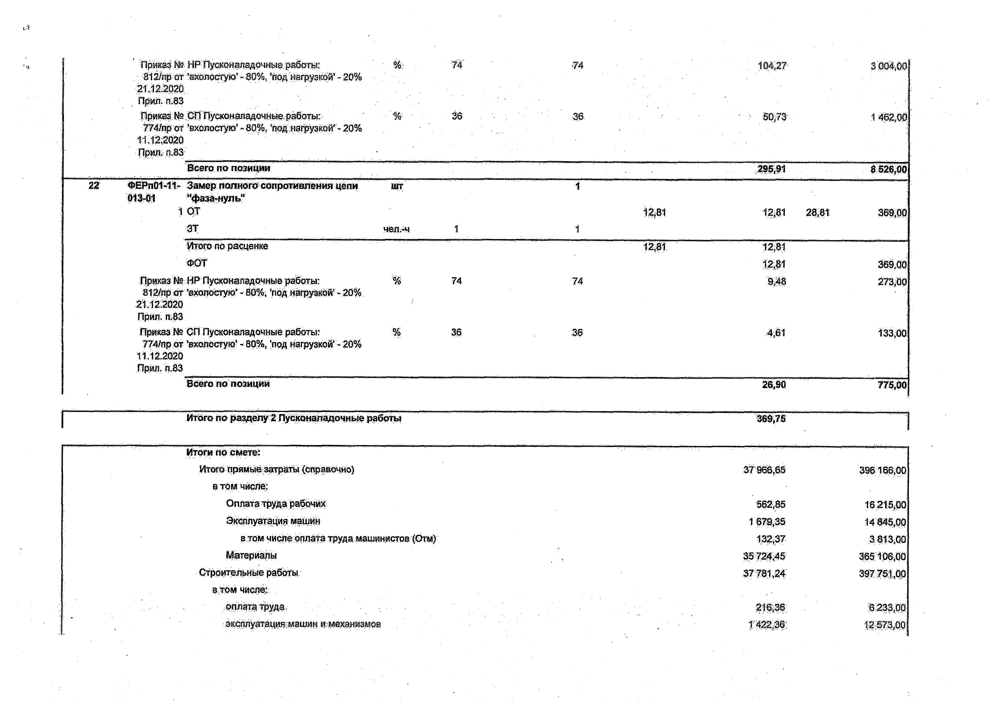 Приказ № НР Пусконаладочные работы: % 74 74 104,27 3 004,00
812/пр от 'вхолостую' - 80%, 'под нагрузкой' - 20%
21.12.2020
Прил. п.83
Приказ № СП Пусконаладочные работы: % 36 36 50,73 1 462,00
774/пр от 'вхолостую' - 80%, 'под нагрузкой' - 20%
11.12.2020
Прил. п.83
Всего по позиции 295,91 8 526,00
22 ФЕРп01-11- Замер полного сопротивления цепи шт 1
013-01 "фаза-нуль"
1 ОТ 12,81 12,81 28,81 369,00
ЗТ чел.-ч 1 1
Итого по расценке 12,81 12,81
ФОТ 12,81 369,00
Приказ № НР Пусконаладочные работы: % 74 74 9,48 273,00
812/пр от 'вхолостую' - 80%, 'под нагрузкой' - 20%
21.12.2020
Прил. п.83
Приказ № СП Пусконаладочные работы: % 36 36 4,61 133,00
774/пр от 'вхолостую' - 80%, 'под нагрузкой' - 20%
11.12.2020
Прил. п.83
Всего по позиции 26,90 775,00
Итого по разделу 2 Пусконаладочные работы 369,75
Итоги по смете:
Итого прямые затраты (справочно) 37 966,65 396 166,00
в том числе:
Оплата труда рабочих 562,85 16 215,00
Эксплуатация машин 1 679,35 14 845,00
в том числе оплата труда машинистов (Отм) 132,37 3 813,00
Материалы 35 724,45 365 106,00
Строительные работы 37 781,24 397 751,00
в том числе:
оплата труда 216,36 6 233,00
эксплуатация машин и механизмов 1 422,36 12 573,00